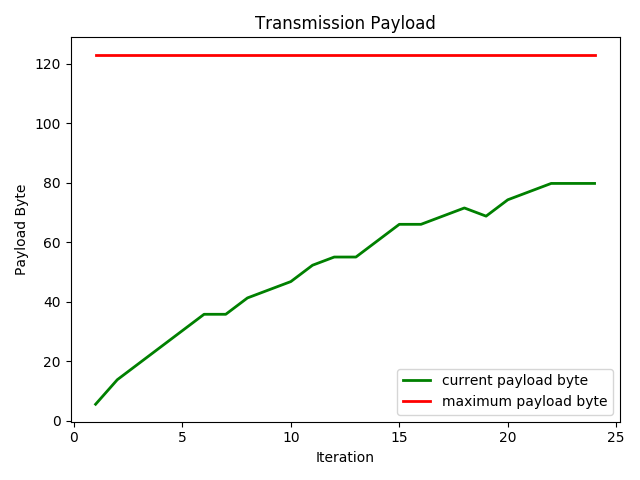 Transmission Payload
Payload Byte
120
100
80
60
40
20
0
0 5 10 15 20 25
Iteration
current payload byte
maximum payload byte